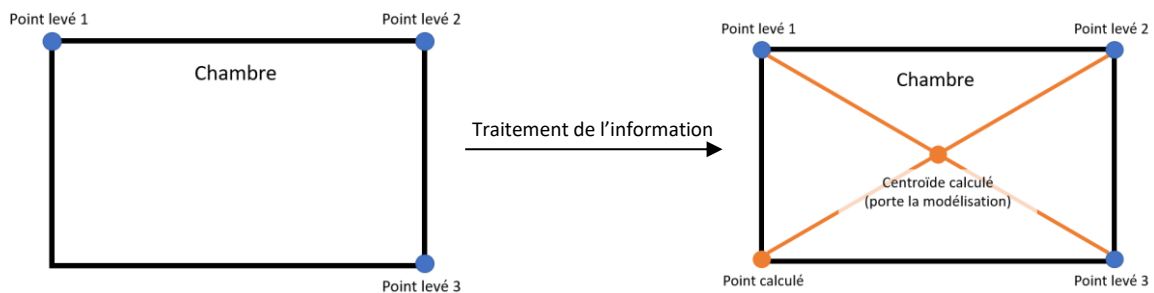 Point levé 1
Point levé 2
Chambre
Point levé 3
Traitement de l’information
Point levé 1
Point levé 2
Chambre
Centroïde calculé
(porte la modélisation)
Point calculé
Point levé 3